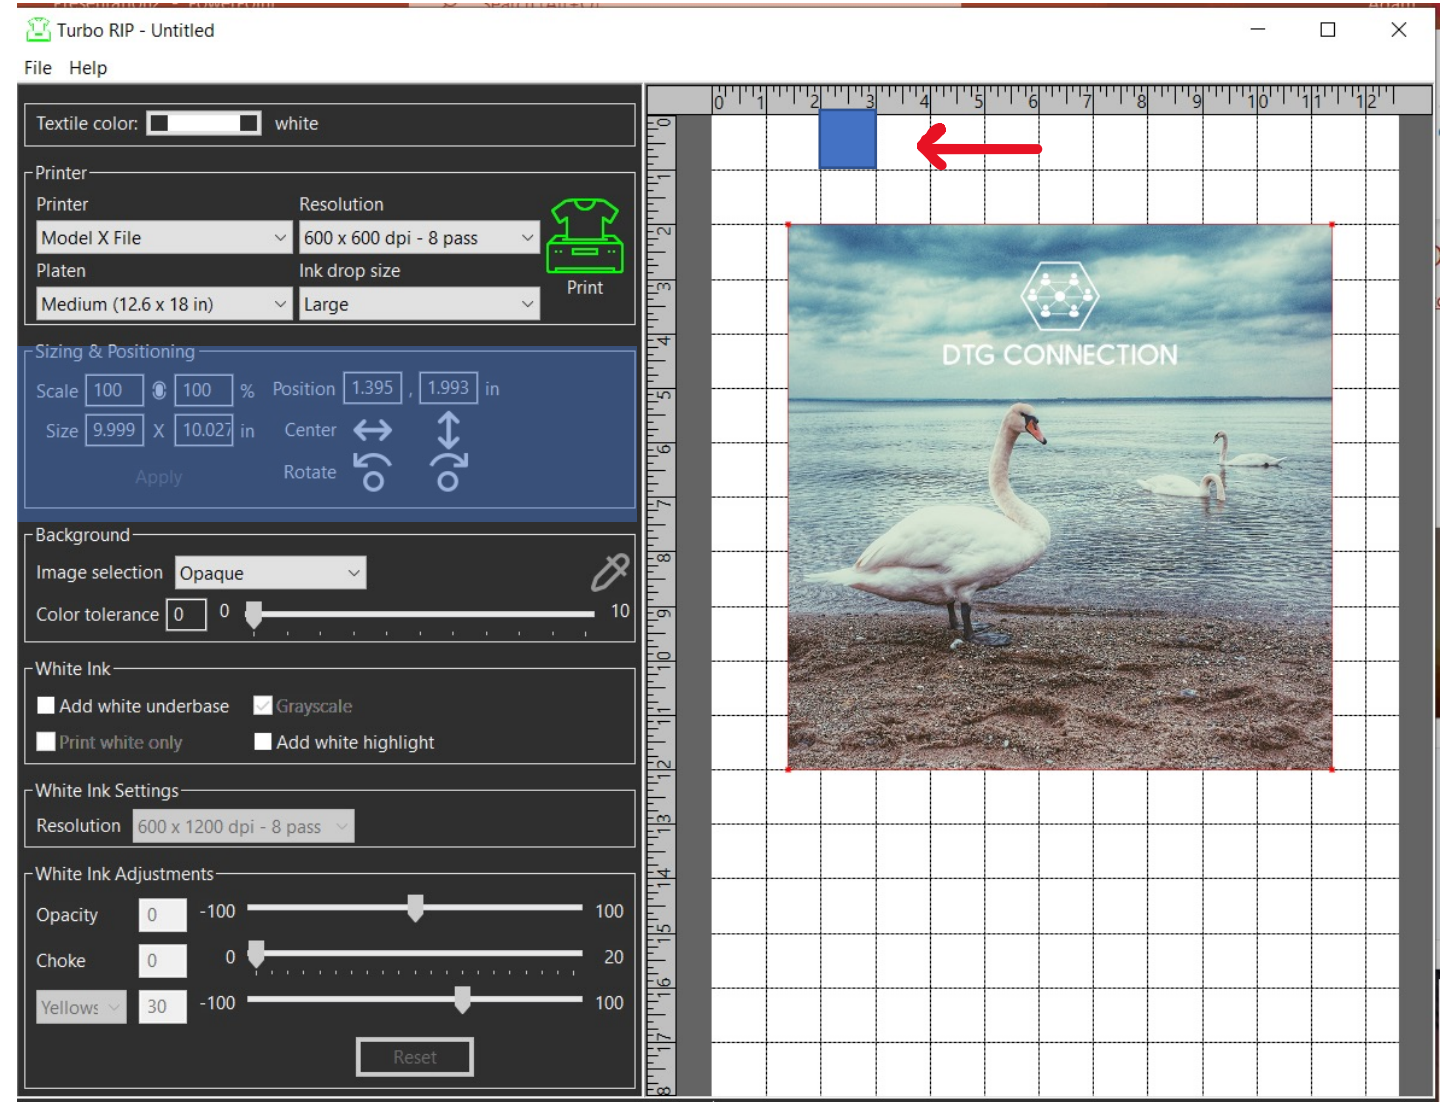 Turbo RIP - Untitled
File Help
Textile color: white
Printer
Printer Resolution
Model X File 600 x 600 dpi - 8 pass
Platen Ink drop size
Print
Medium (12.6 x 18 in) Large
Sizing & Positioning
Scale 100 100 % Position 1.395 , 1.993 in
Size 9.999 X 10.027 in Center
Apply Rotate
Background
Image selection Opaque
Color tolerance 0 0 10
White Ink
Add white underbase Grayscale
Print white only Add white highlight
White Ink Settings
Resolution 600 x 1200 dpi - 8 pass
White Ink Adjustments
Opacity 0 -100 100
Choke 0 0 20
Yellows 30 -100 100
Reset
0 1 2 3 4 5 6 7 8 9 10 11 12
0
1
2
3
4
5
6
7
8
9
10
11
12
13
14
15
16
17
DTG CONNECTION